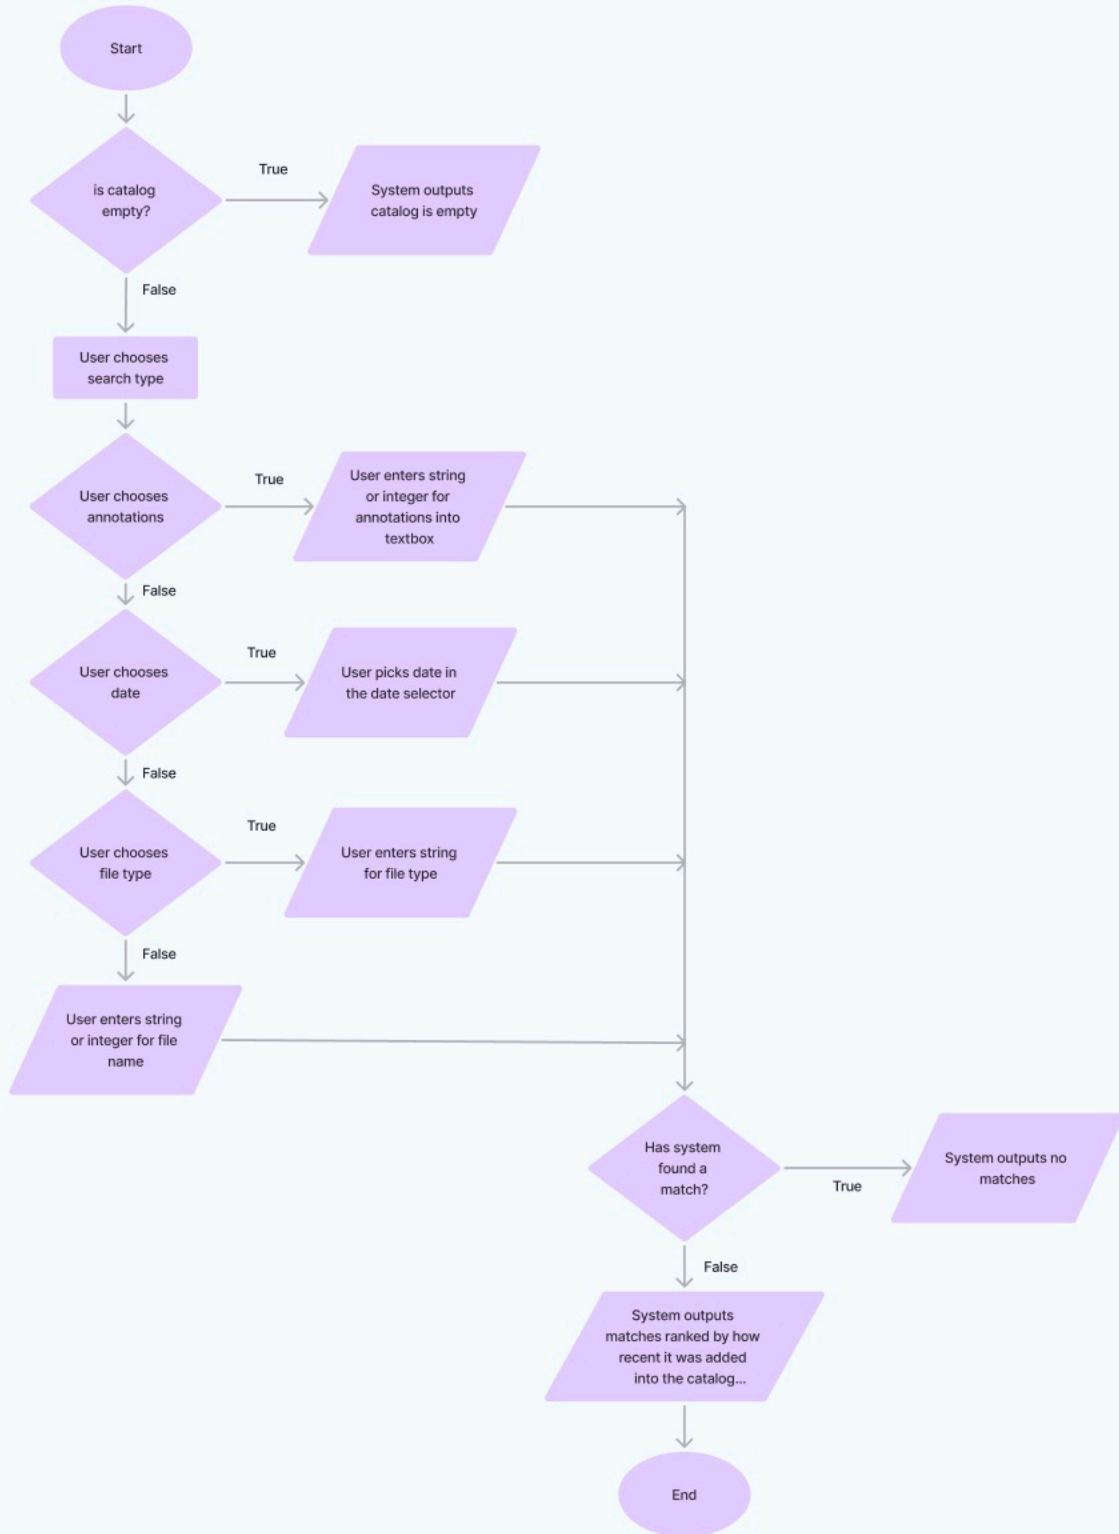 Start
is catalog
empty?
True
System outputs
catalog is empty
False
User chooses
search type
User chooses
annotations
True
User enters string
or integer for
annotations into
textbox
False
User chooses
date
True
User picks date in
the date selector
False
User chooses
file type
True
User enters string
for file type
False
User enters string
or integer for file
name
Has system
found a
match?
True
System outputs no
matches
False
System outputs
matches ranked by how
recent it was added
into the catalog...
End